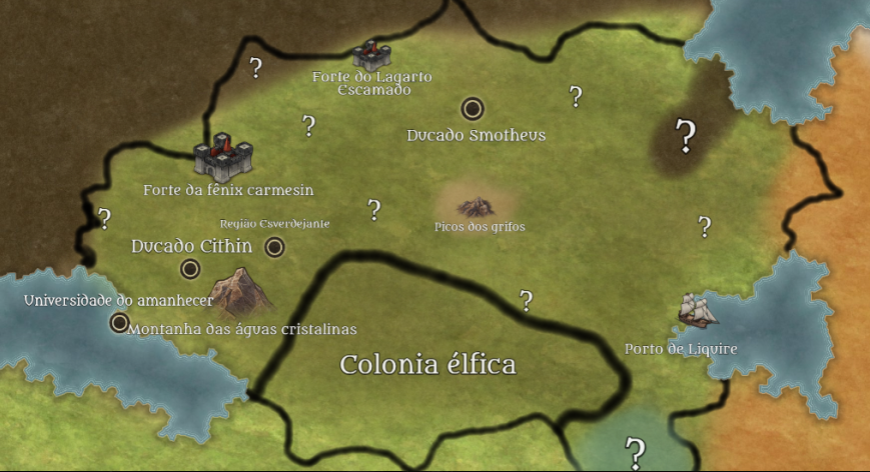 ?
Forte do Lagarto
Escamado
?
?
Ducado Smotheus
?
Forte da fênix carmesin
?
?
Região Esverdejante
Picos dos grifos
?
Ducado Cithin
Universidade do amanhecer
?
Montanha das águas cristalinas
Porto de Liquire
Colonia élfica
?